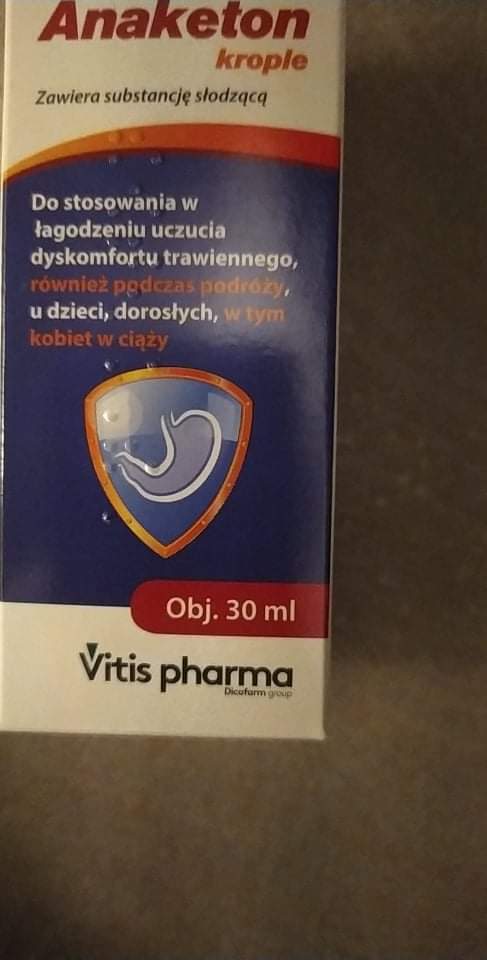 Anaketon
krople
Zawiera substancję słodzącą
Do stosowania w
łagodzeniu uczucia
dyskomfortu trawiennego,
również podczas podróży,
u dzieci, dorosłych, w tym
kobiet w ciąży
Obj. 30 ml
Vitis pharma
Dicofarm group